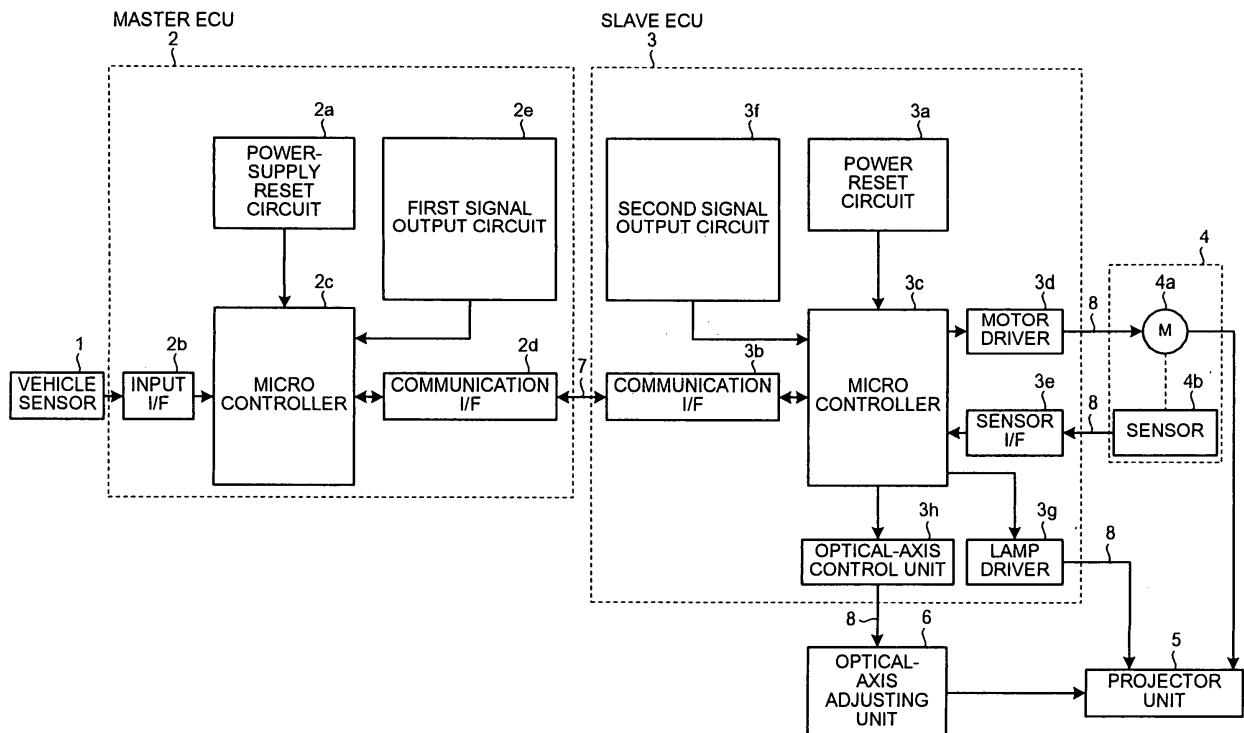 MASTER ECU
2
SLAVE ECU
3
2a
POWER-
SUPPLY
RESET
CIRCUIT
2e
FIRST SIGNAL
OUTPUT CIRCUIT
3f
SECOND SIGNAL
OUTPUT CIRCUIT
3a
POWER
RESET
CIRCUIT
1
VEHICLE
SENSOR
2b
INPUT
I/F
2c
MICRO
CONTROLLER
2d
COMMUNICATION
I/F
7
3b
COMMUNICATION
I/F
3c
MICRO
CONTROLLER
3d
MOTOR
DRIVER
8
4
4a
M
3e
SENSOR
I/F
8
4b
SENSOR
3h
OPTICAL-AXIS
CONTROL UNIT
3g
LAMP
DRIVER
8
8
6
OPTICAL-
AXIS
ADJUSTING
UNIT
5
PROJECTOR
UNIT